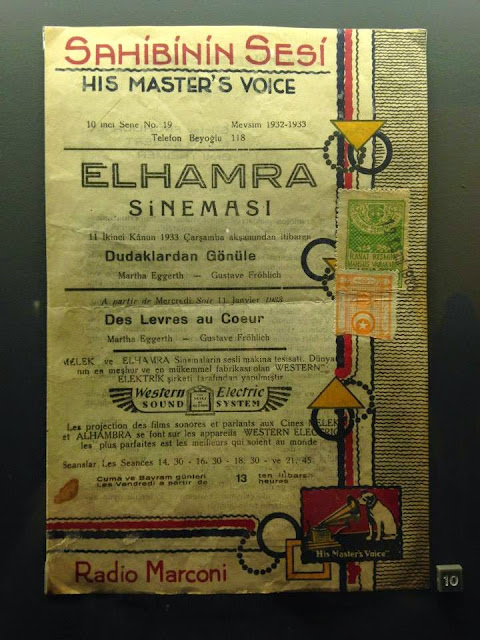 SAHİBİNİN SESİ
HIS MASTER'S VOICE
10 inci Sene No. 19 Mevsim 1932-1933
Telefon Beyoğlu 118
ELHAMRA
SİNEMASI
11 İkinci Kânun 1933 Çarşamba akşamından itibaren
Dudaklardan Gönüle
Martha Eggerth — Gustave Fröhlich
A partir de Mercredi Soir 11 Janvier 1933
Des Levres au Coeur
Martha Eggerth — Gustave Fröhlich
MELEK ve ELHAMRA Sinemaların sesli makina tesisatı. Dünya
nın en meşhur ve en mükemmel fabrikası olan "WESTERN"
ELEKTRİK şirketi tarafından yapılmıştır.
Western Electric
SOUND SYSTEM
Les projection des films sonores et parlants aux Cines MELEK
et ALHAMBRA se font sur les appareils WESTERN ELECTRIC
les plus parfaites est les meileurs qui soient au monde
Seanslar Les Seances 14. 30 - 16. 30 - 18. 30 - ve 21. 45.
Cuma ve Bayram günleri 13 ten itibaren
Les Vendredi a partir de heures
"His Master's Voice"
Radio Marconi
10